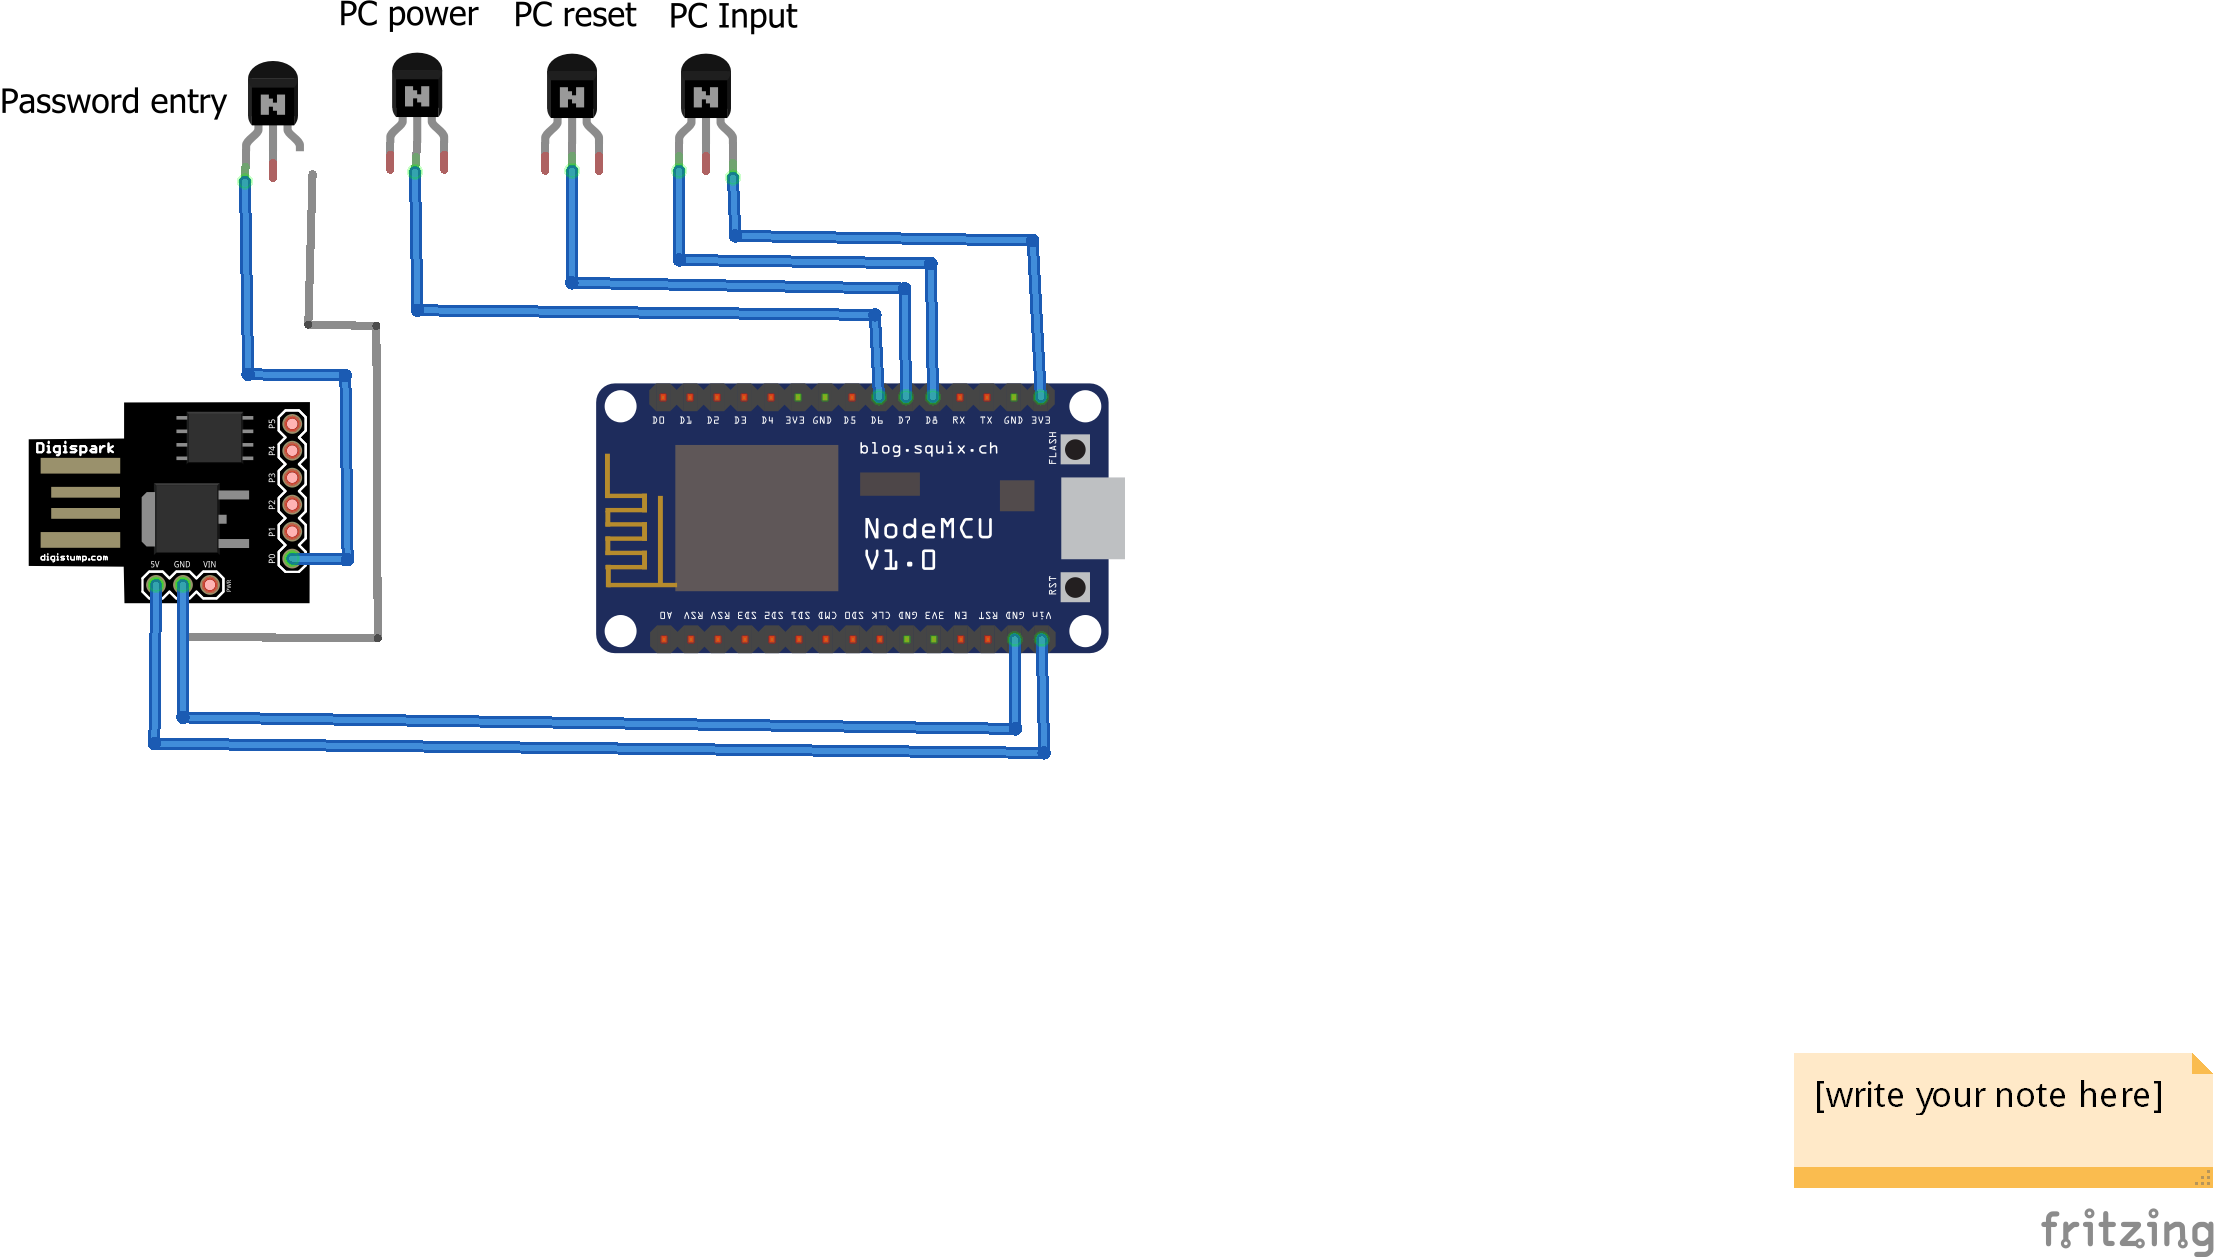 PC power PC reset PC Input
Password entry
N N N N
Digispark
digistump.com
5V GND VIN
PWR
P5
P4
P3
P2
P1
P0
D0 D1 D2 D3 D4 3V3 GND D5 D6 D7 D8 RX TX GND 3V3
blog.squix.ch
FLASH
NodeMCU
V1.0
RST
A0 RSV RSV SD3 SD2 SD1 CMD SD0 CLK GND 3V3 EN RST GND Vin
[write your note here]
fritzing